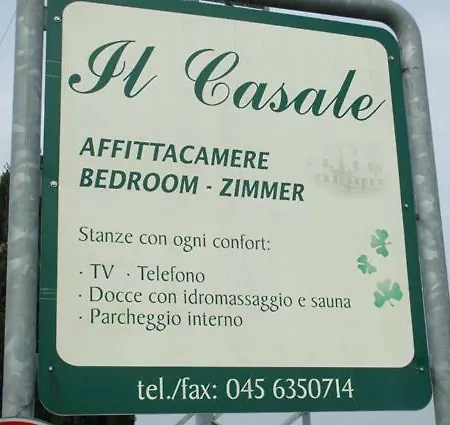 Il Casale
AFFITTACAMERE
BEDROOM - ZIMMER
Stanze con ogni confort:
· TV · Telefono
· Docce con idromassaggio e sauna
· Parcheggio interno
tel./fax: 045 6350714